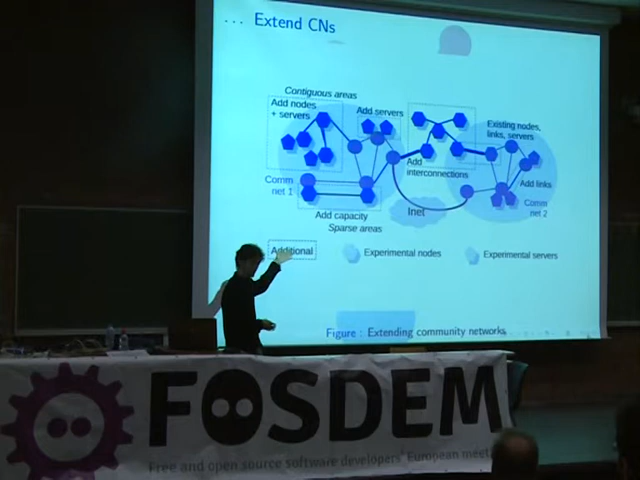 ... Extend CNs
Contiguous areas
Add nodes
+ servers
Add servers
Existing nodes,
links, servers
Add
interconnections
Comm
net 1
Add links
Comm
net 2
Inet
Add capacity
Sparse areas
Additional
Experimental nodes
Experimental servers
Figure : Extending community networks
FOSDEM
Free and open source software developers' European meeti